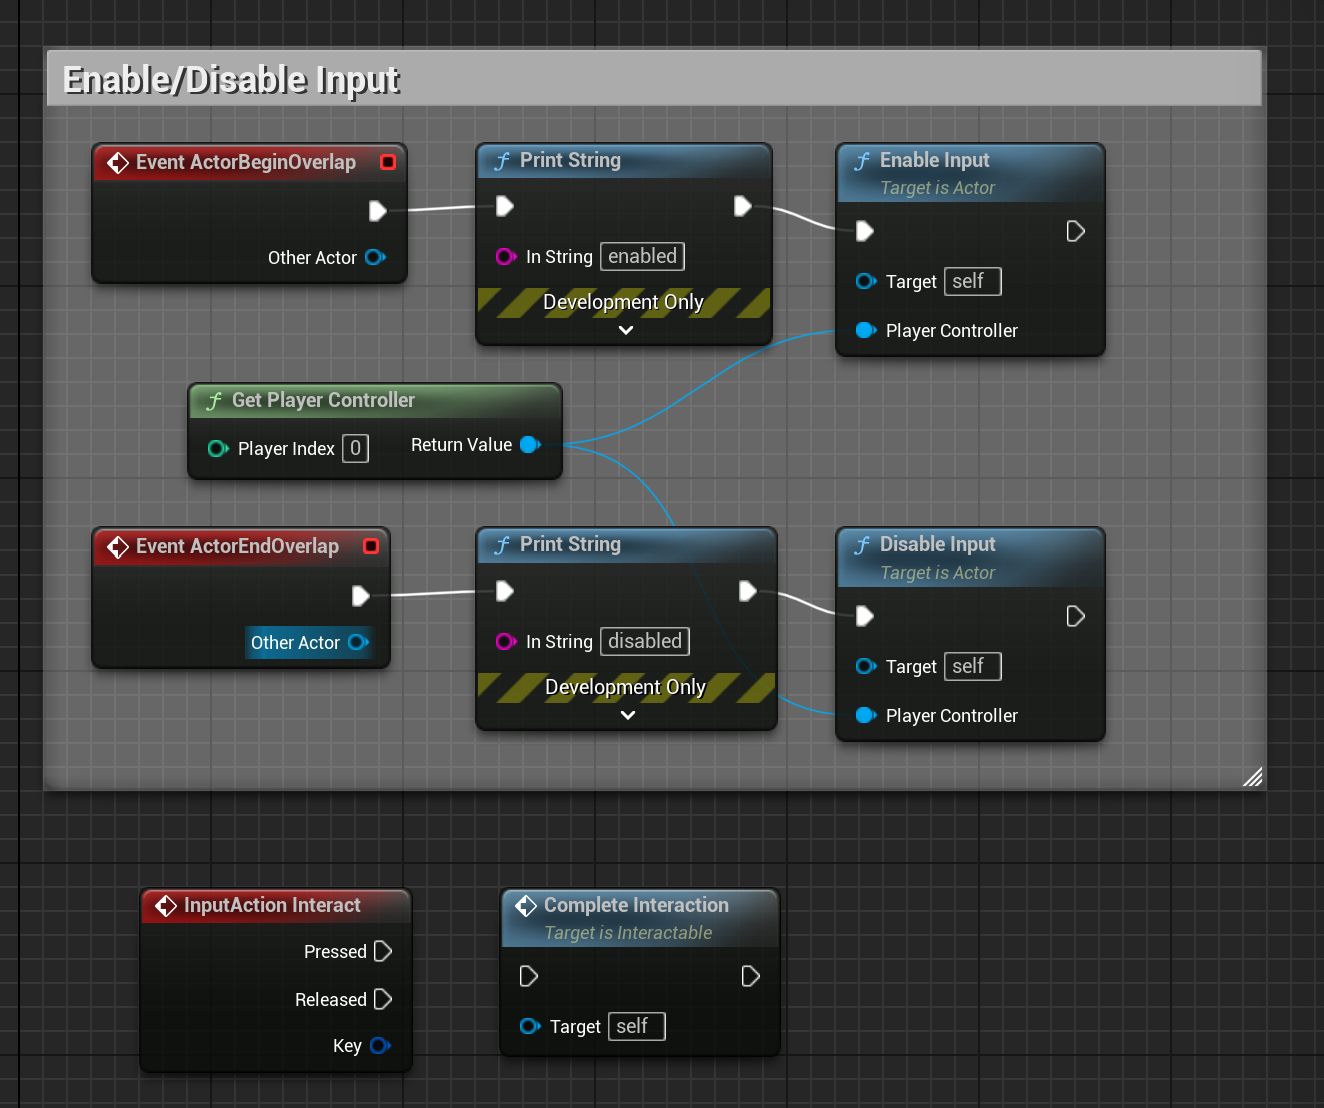 Enable/Disable Input
Event ActorBeginOverlap
Other Actor
Print String
In String enabled
Development Only
Enable Input
Target is Actor
Target self
Player Controller
Get Player Controller
Player Index 0
Return Value
Event ActorEndOverlap
Other Actor
Print String
In String disabled
Development Only
Disable Input
Target is Actor
Target self
Player Controller
InputAction Interact
Pressed
Released
Key
Complete Interaction
Target is Interactable
Target self